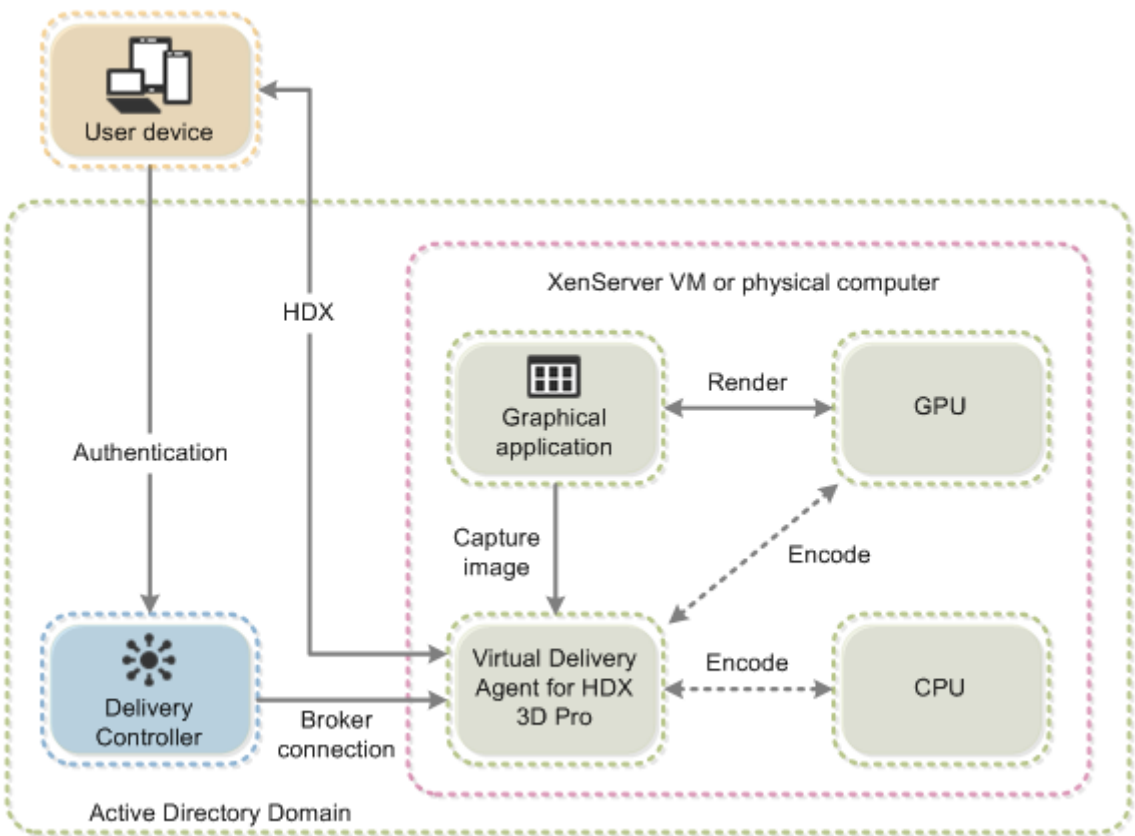 User device
XenServer VM or physical computer
HDX
Render
GPU
Graphical
application
Authentication
Capture
image
Encode
Virtual Delivery
Agent for HDX
3D Pro
Encode
CPU
Delivery
Controller
Broker
connection
Active Directory Domain